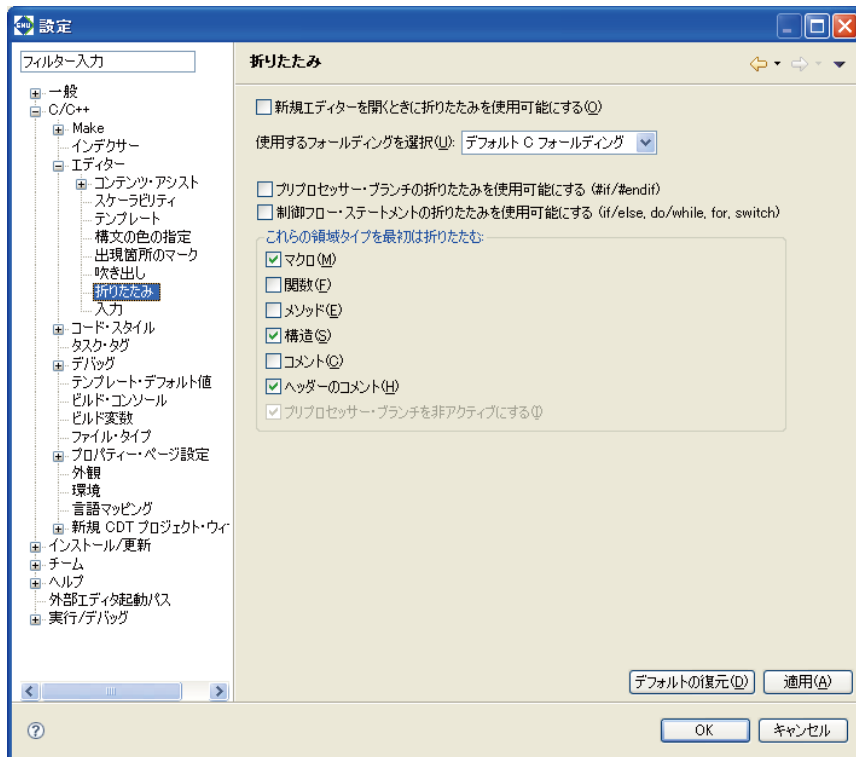 設定
フィルター入力
折りたたみ
一般
C/C++
Make
インデクサー
エディター
コンテンツ・アシスト
スケーラビリティ
テンプレート
構文の色の指定
出現箇所のマーク
吹き出し
折りたたみ
入力
コード・スタイル
タスク・タグ
デバッグ
テンプレート・デフォルト値
ビルド・コンソール
ビルド変数
ファイル・タイプ
プロパティー・ページ設定
外観
環境
言語マッピング
新規 CDT プロジェクト・ウィ
インストール/更新
チーム
ヘルプ
外部エディタ起動パス
実行/デバッグ
新規エディターを開くときに折りたたみを使用可能にする(O)
使用するフォールディングを選択(U): デフォルト C フォールディング
プリプロセッサー・ブランチの折りたたみを使用可能にする (#if/#endif)
制御フロー・ステートメントの折りたたみを使用可能にする (if/else, do/while, for, switch)
これらの領域タイプを最初は折りたたむ:
マクロ(M)
関数(F)
メソッド(E)
構造(S)
コメント(C)
ヘッダーのコメント(H)
プリプロセッサー・ブランチを非アクティブにする(I)
デフォルトの復元(D) 適用(A)
OK キャンセル